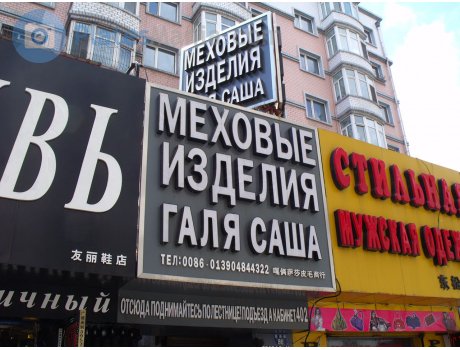 МЕХОВЫЕ
ИЗДЕЛИЯ
САША
ВЬ
友丽鞋店
ичный
МЕХОВЫЕ
ИЗДЕЛИЯ
ГАЛЯ САША
ТЕЛ:0086 - 013904844322
ОТСЮДА ПОДНИМАЙТЕСЬ ПО ЛЕСТНИЦЕ! ПОДЪЕЗД А КАБИНЕТ 402
СТИЛЬНАЯ
МУЖСКАЯ ОДЕ